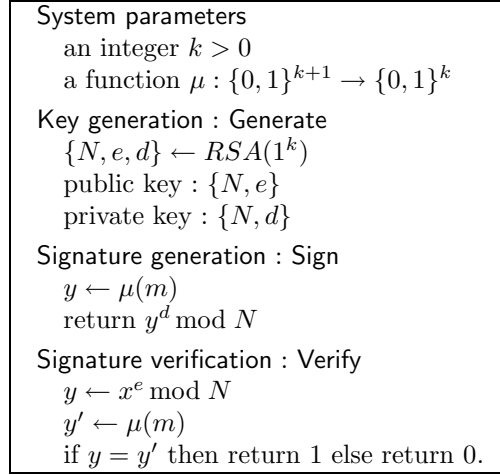 System parameters
an integer k > 0
a function μ : {0, 1}^{k+1} → {0, 1}^k
Key generation : Generate
{N, e, d} ← RSA(1^k)
public key : {N, e}
private key : {N, d}
Signature generation : Sign
y ← μ(m)
return y^d mod N
Signature verification : Verify
y ← x^e mod N
y′ ← μ(m)
if y = y′ then return 1 else return 0.